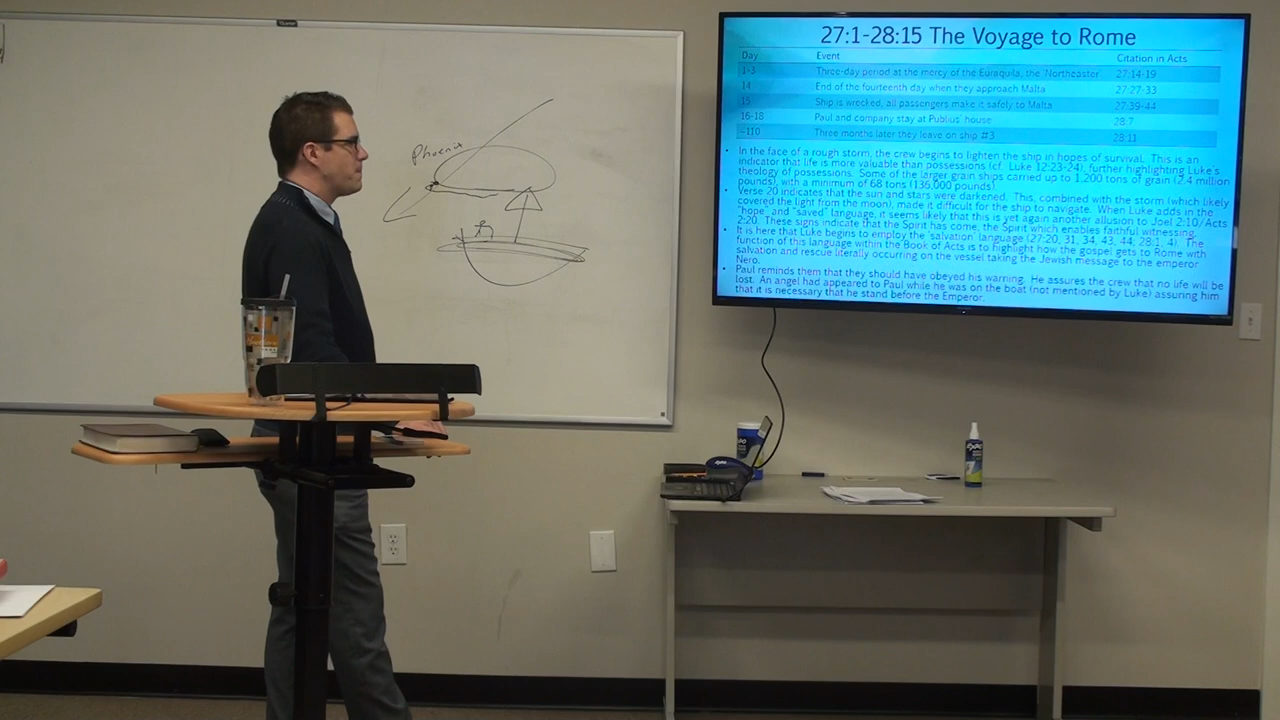 Phoenix
27:1-28:15 The Voyage to Rome
Day Event Citation in Acts
1-3 Three-day period at the mercy of the Euraquila, the Northeaster 27:14-19
14 End of the fourteenth day when they approach Malta 27:27-33
15 Ship is wrecked, all passengers make it safely to Malta 27:39-44
16-18 Paul and company stay at Publius' house 28:7
~110 Three months later they leave on ship #3 28:11
• In the face of a rough storm, the crew begins to lighten the ship in hopes of survival. This is an
indicator that life is more valuable than possessions (cf. Luke 12:23-24), further highlighting Luke's
theology of possessions. Some of the larger grain ships carried up to 1,200 tons of grain (2.4 million
pounds), with a minimum of 68 tons (136,000 pounds).
• Verse 20 indicates that the sun and stars were darkened. This, combined with the storm (which likely
covered the light from the moon), made it difficult for the ship to navigate. When Luke adds in the
"hope" and "saved" language, it seems likely that this is yet again another allusion to Joel 2:10/Acts
2:20. These signs indicate that the Spirit has come, the Spirit which enables faithful witnessing.
• It is here that Luke begins to employ the 'salvation' language (27:20, 31, 34, 43, 44, 28:1, 4). The
function of this language within the Book of Acts is to highlight how the gospel gets to Rome with
salvation and rescue literally occurring on the vessel taking the Jewish message to the emperor
Nero.
• Paul reminds them that they should have obeyed his warning. He assures the crew that no life will be
lost. An angel had appeared to Paul while he was on the boat (not mentioned by Luke) assuring him
that it is necessary that he stand before the Emperor.